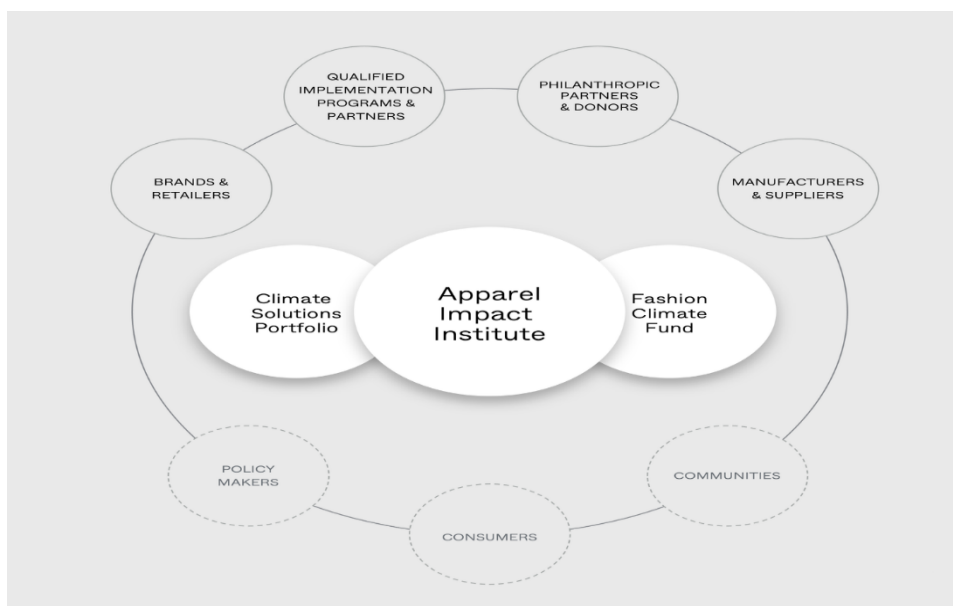 QUALIFIED
IMPLEMENTATION
PROGRAMS &
PARTNERS
PHILANTHROPIC
PARTNERS
& DONORS
BRANDS &
RETAILERS
MANUFACTURERS
& SUPPLIERS
Climate
Solutions
Portfolio
Apparel
Impact
Institute
Fashion
Climate
Fund
POLICY
MAKERS
COMMUNITIES
CONSUMERS